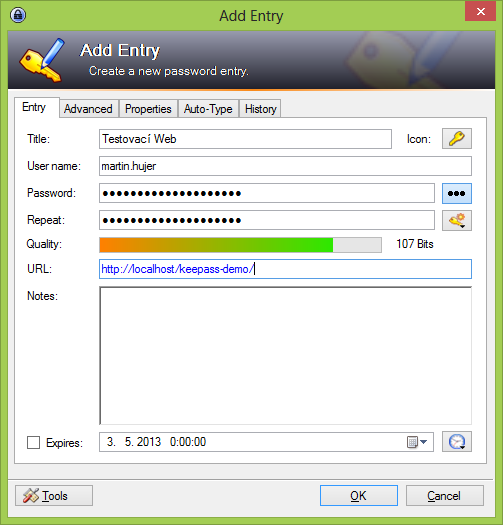 Add Entry
Add Entry
Create a new password entry.
Entry Advanced Properties Auto-Type History
Title: Testovací Web Icon:
User name: martin.hujer
Password: ●●●●●●●●●●●●●●●●●●●●
Repeat: ●●●●●●●●●●●●●●●●●●●●
Quality: 107 Bits
URL: http://localhost/keepass-demo/
Notes:
Expires: 3. 5. 2013 0:00:00
Tools OK Cancel